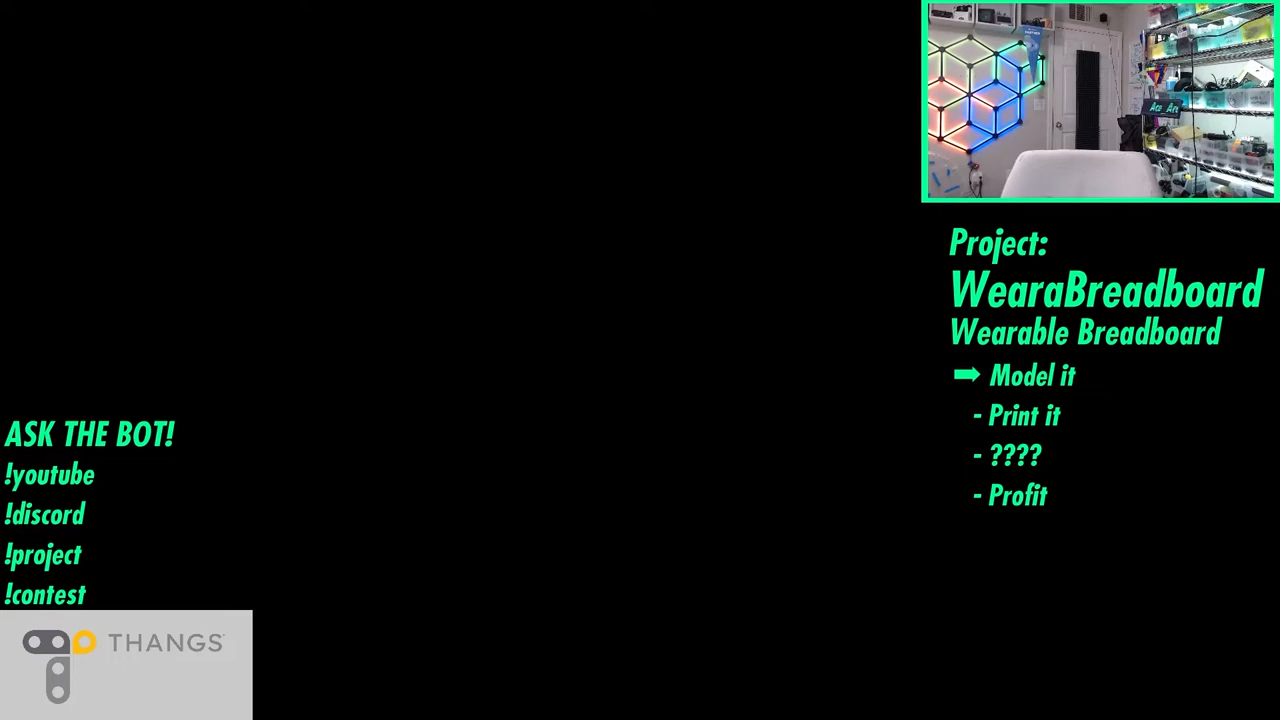 Project:
WearaBreadboard
Wearable Breadboard
➡ Model it
- Print it
- ????
- Profit
ASK THE BOT!
!youtube
!discord
!project
!contest
THANGS